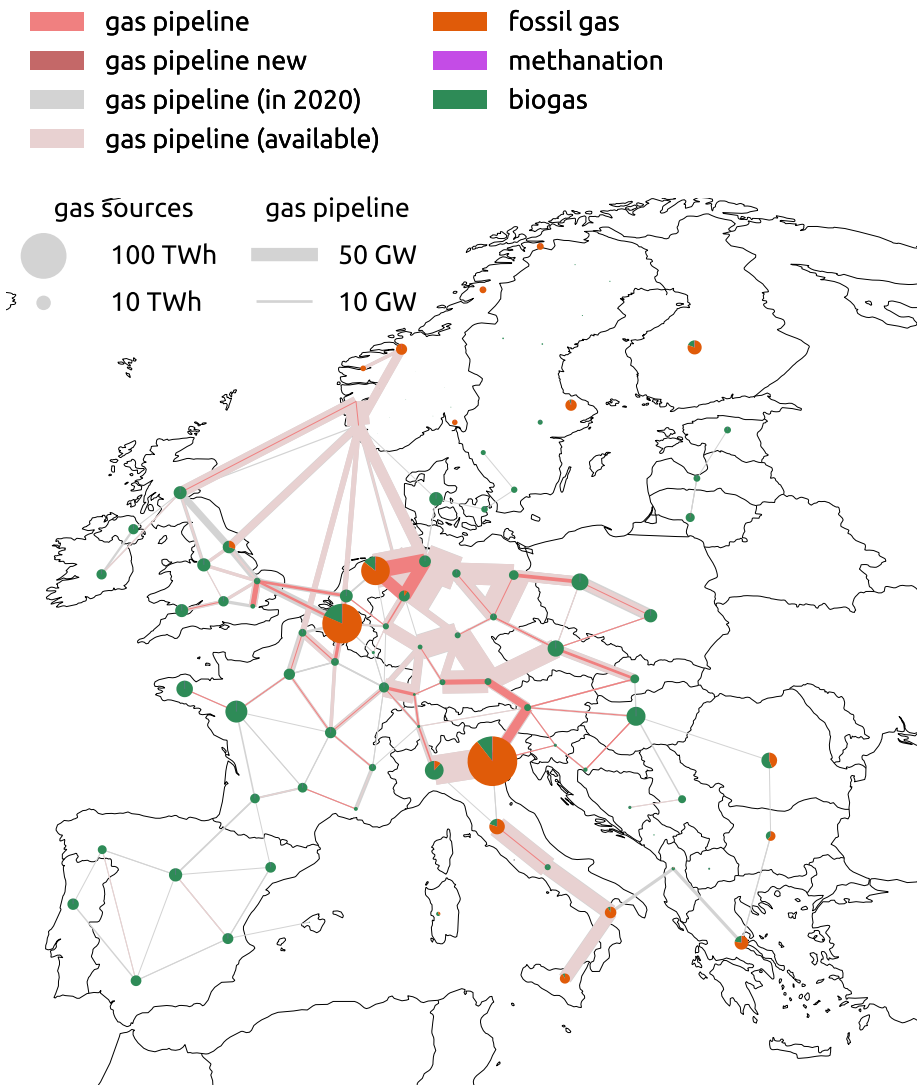 gas pipeline
gas pipeline new
gas pipeline (in 2020)
gas pipeline (available)
fossil gas
methanation
biogas
gas sources
100 TWh
10 TWh
gas pipeline
50 GW
10 GW